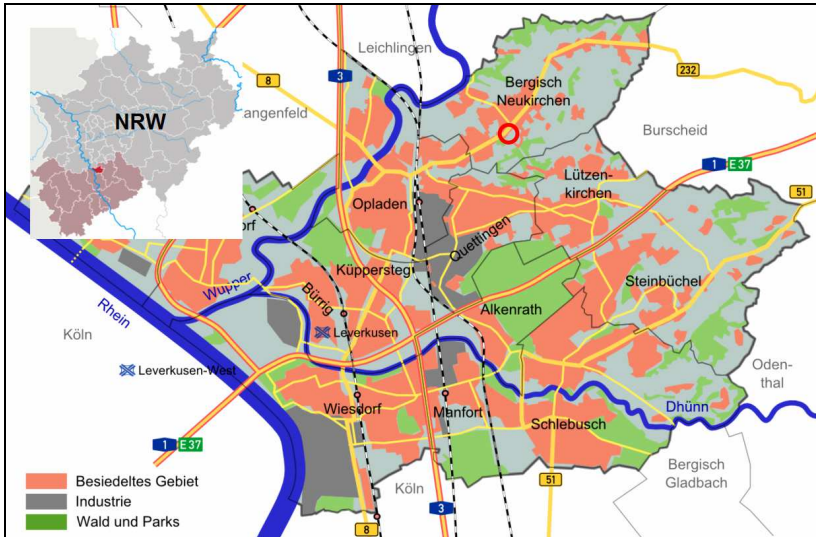 Leichlingen
8
3
Bergisch
Neukirchen
232
angenfeld
NRW
Burscheid
1 E 37
Lützen-
kirchen
51
Opladen
Quettingen
orf
Küppersteg
Steinbüchel
Wupper
Rhein
Bürrig
Alkenrath
Köln
Leverkusen
Leverkusen-West
Oden-
thal
Wiesdorf
Manfort
Dhünn
Schlebusch
1 E 37
Besiedeltes Gebiet
Industrie
Wald und Parks
Köln
Bergisch
Gladbach
51
8
3